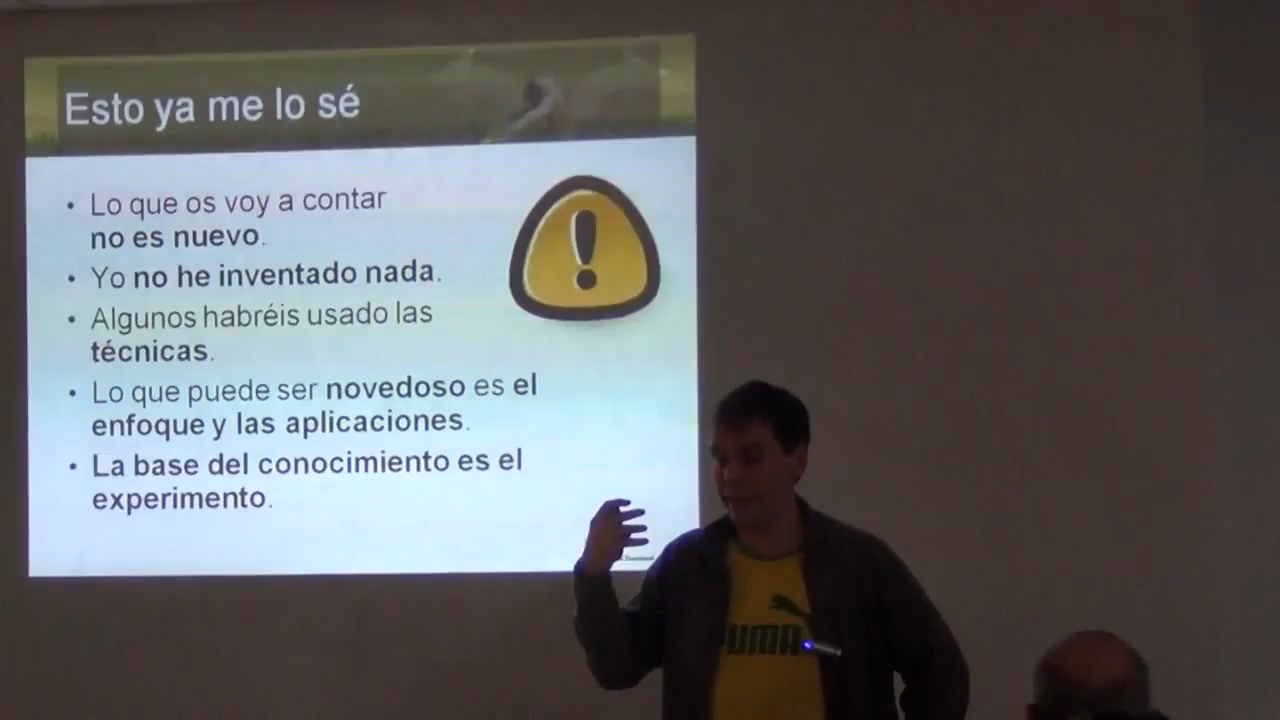 Esto ya me lo sé
• Lo que os voy a contar
no es nuevo.
• Yo no he inventado nada.
• Algunos habréis usado las
técnicas.
• Lo que puede ser novedoso es el
enfoque y las aplicaciones.
• La base del conocimiento es el
experimento.
PUMA